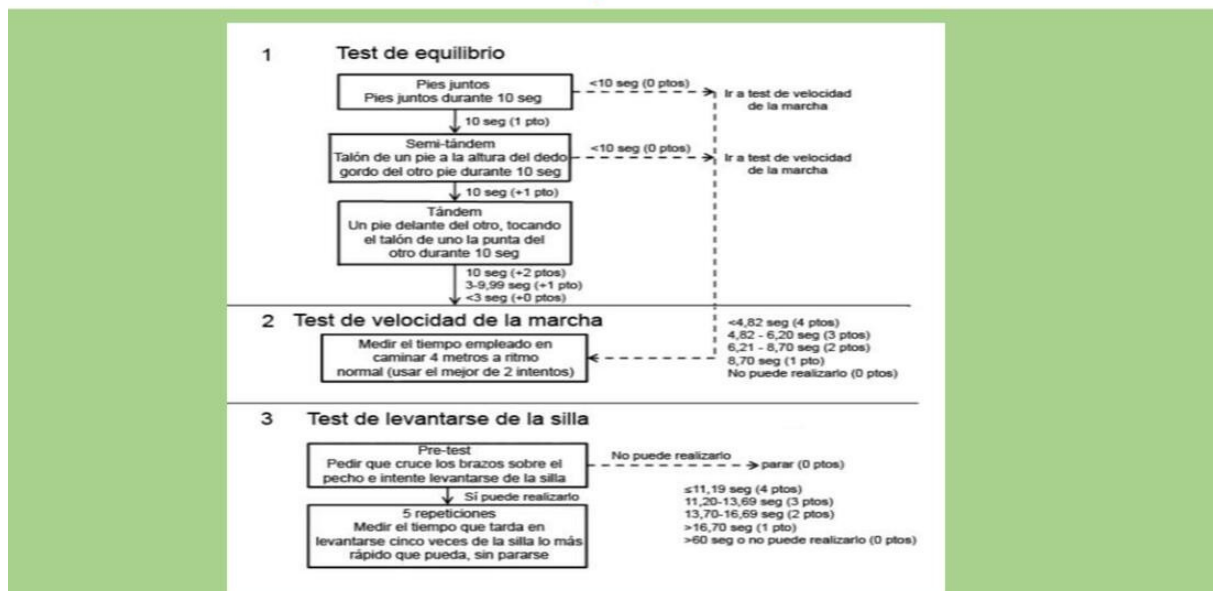 1 Test de equilibrio
Pies juntos
Pies juntos durante 10 seg
<10 seg (0 ptos)
Ir a test de velocidad
de la marcha
10 seg (1 pto)
Semi-tándem
Talón de un pie a la altura del dedo
gordo del otro pie durante 10 seg
<10 seg (0 ptos)
Ir a test de velocidad
de la marcha
10 seg (+1 pto)
Tándem
Un pie delante del otro, tocando
el talón de uno la punta del
otro durante 10 seg
10 seg (+2 ptos)
3-9,99 seg (+1 pto)
<3 seg (+0 ptos)
2 Test de velocidad de la marcha
Medir el tiempo empleado en
caminar 4 metros a ritmo
normal (usar el mejor de 2 intentos)
<4,82 seg (4 ptos)
4,82 - 6,20 seg (3 ptos)
6,21 - 8,70 seg (2 ptos)
8,70 seg (1 pto)
No puede realizarlo (0 ptos)
3 Test de levantarse de la silla
Pre-test
Pedir que cruce los brazos sobre el
pecho e intente levantarse de la silla
No puede realizarlo
parar (0 ptos)
Sí puede realizarlo
5 repeticiones
Medir el tiempo que tarda en
levantarse cinco veces de la silla lo más
rápido que pueda, sin pararse
≤11,19 seg (4 ptos)
11,20-13,69 seg (3 ptos)
13,70-16,69 seg (2 ptos)
>16,70 seg (1 pto)
>60 seg o no puede realizarlo (0 ptos)